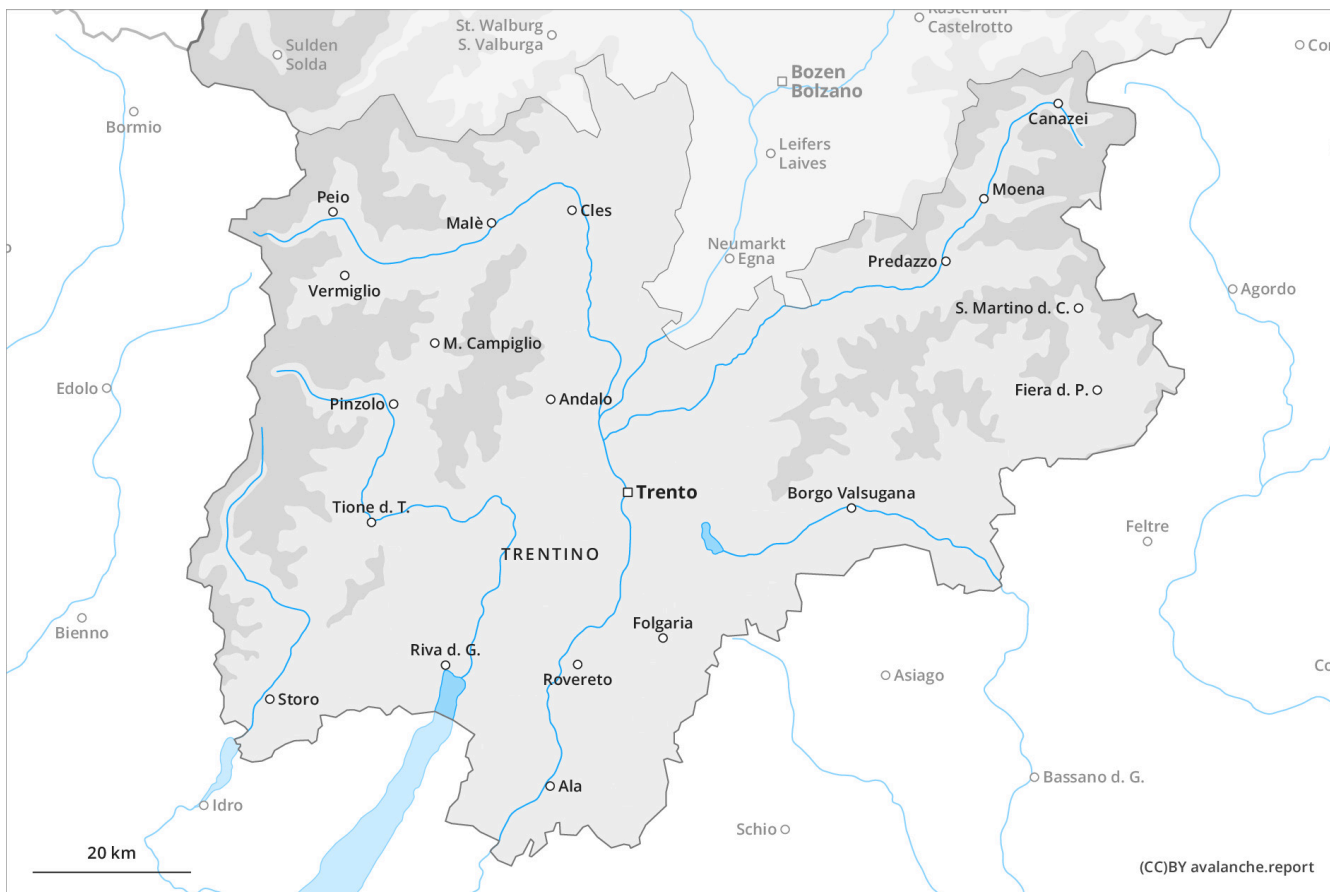 Kastelruth
Castelrotto
St. Walburg
S. Valburga
Sulden
Solda
Bozen
Bolzano
Bormio
Canazei
Leifers
Laives
Moena
Peio
Malè
Cles
Neumarkt
Egna
Predazzo
Vermiglio
Agordo
S. Martino d. C.
M. Campiglio
Edolo
Pinzolo
Andalo
Fiera d. P.
Trento
Borgo Valsugana
Tione d. T.
Feltre
TRENTINO
Bienno
Folgaria
Riva d. G.
Rovereto
Asiago
Storo
Ala
Bassano d. G.
Idro
Schio
20 km
(CC)BY avalanche.report